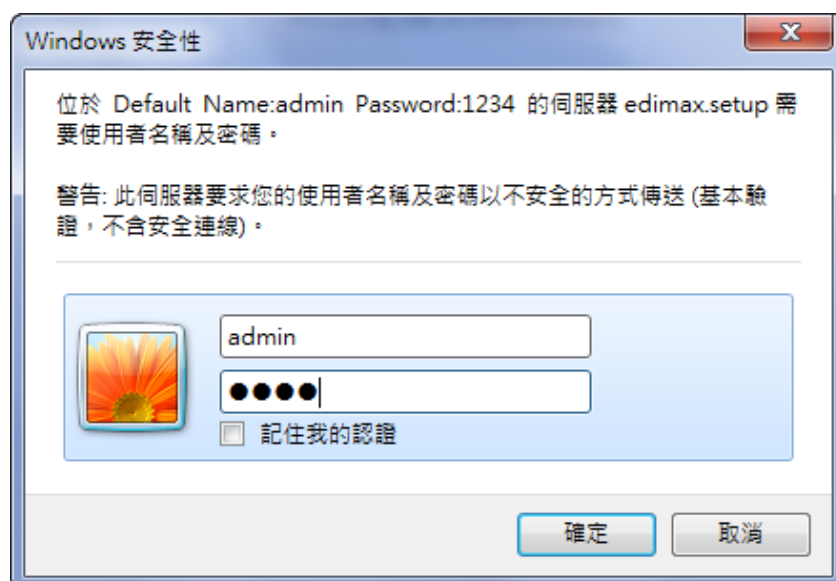 Windows 安全性
位於 Default Name:admin Password:1234 的伺服器 edimax.setup 需
要使用者名稱及密碼。
警告: 此伺服器要求您的使用者名稱及密碼以不安全的方式傳送 (基本驗
證，不含安全連線)。
admin
●●●●
記住我的認證
確定
取消